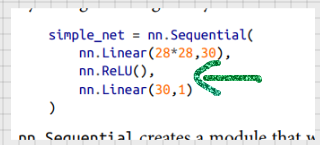 simple_net = nn.Sequential(
    nn.Linear(28*28,30),
    nn.ReLU(),
    nn.Linear(30,1)
)
nn.Sequential creates a module that w